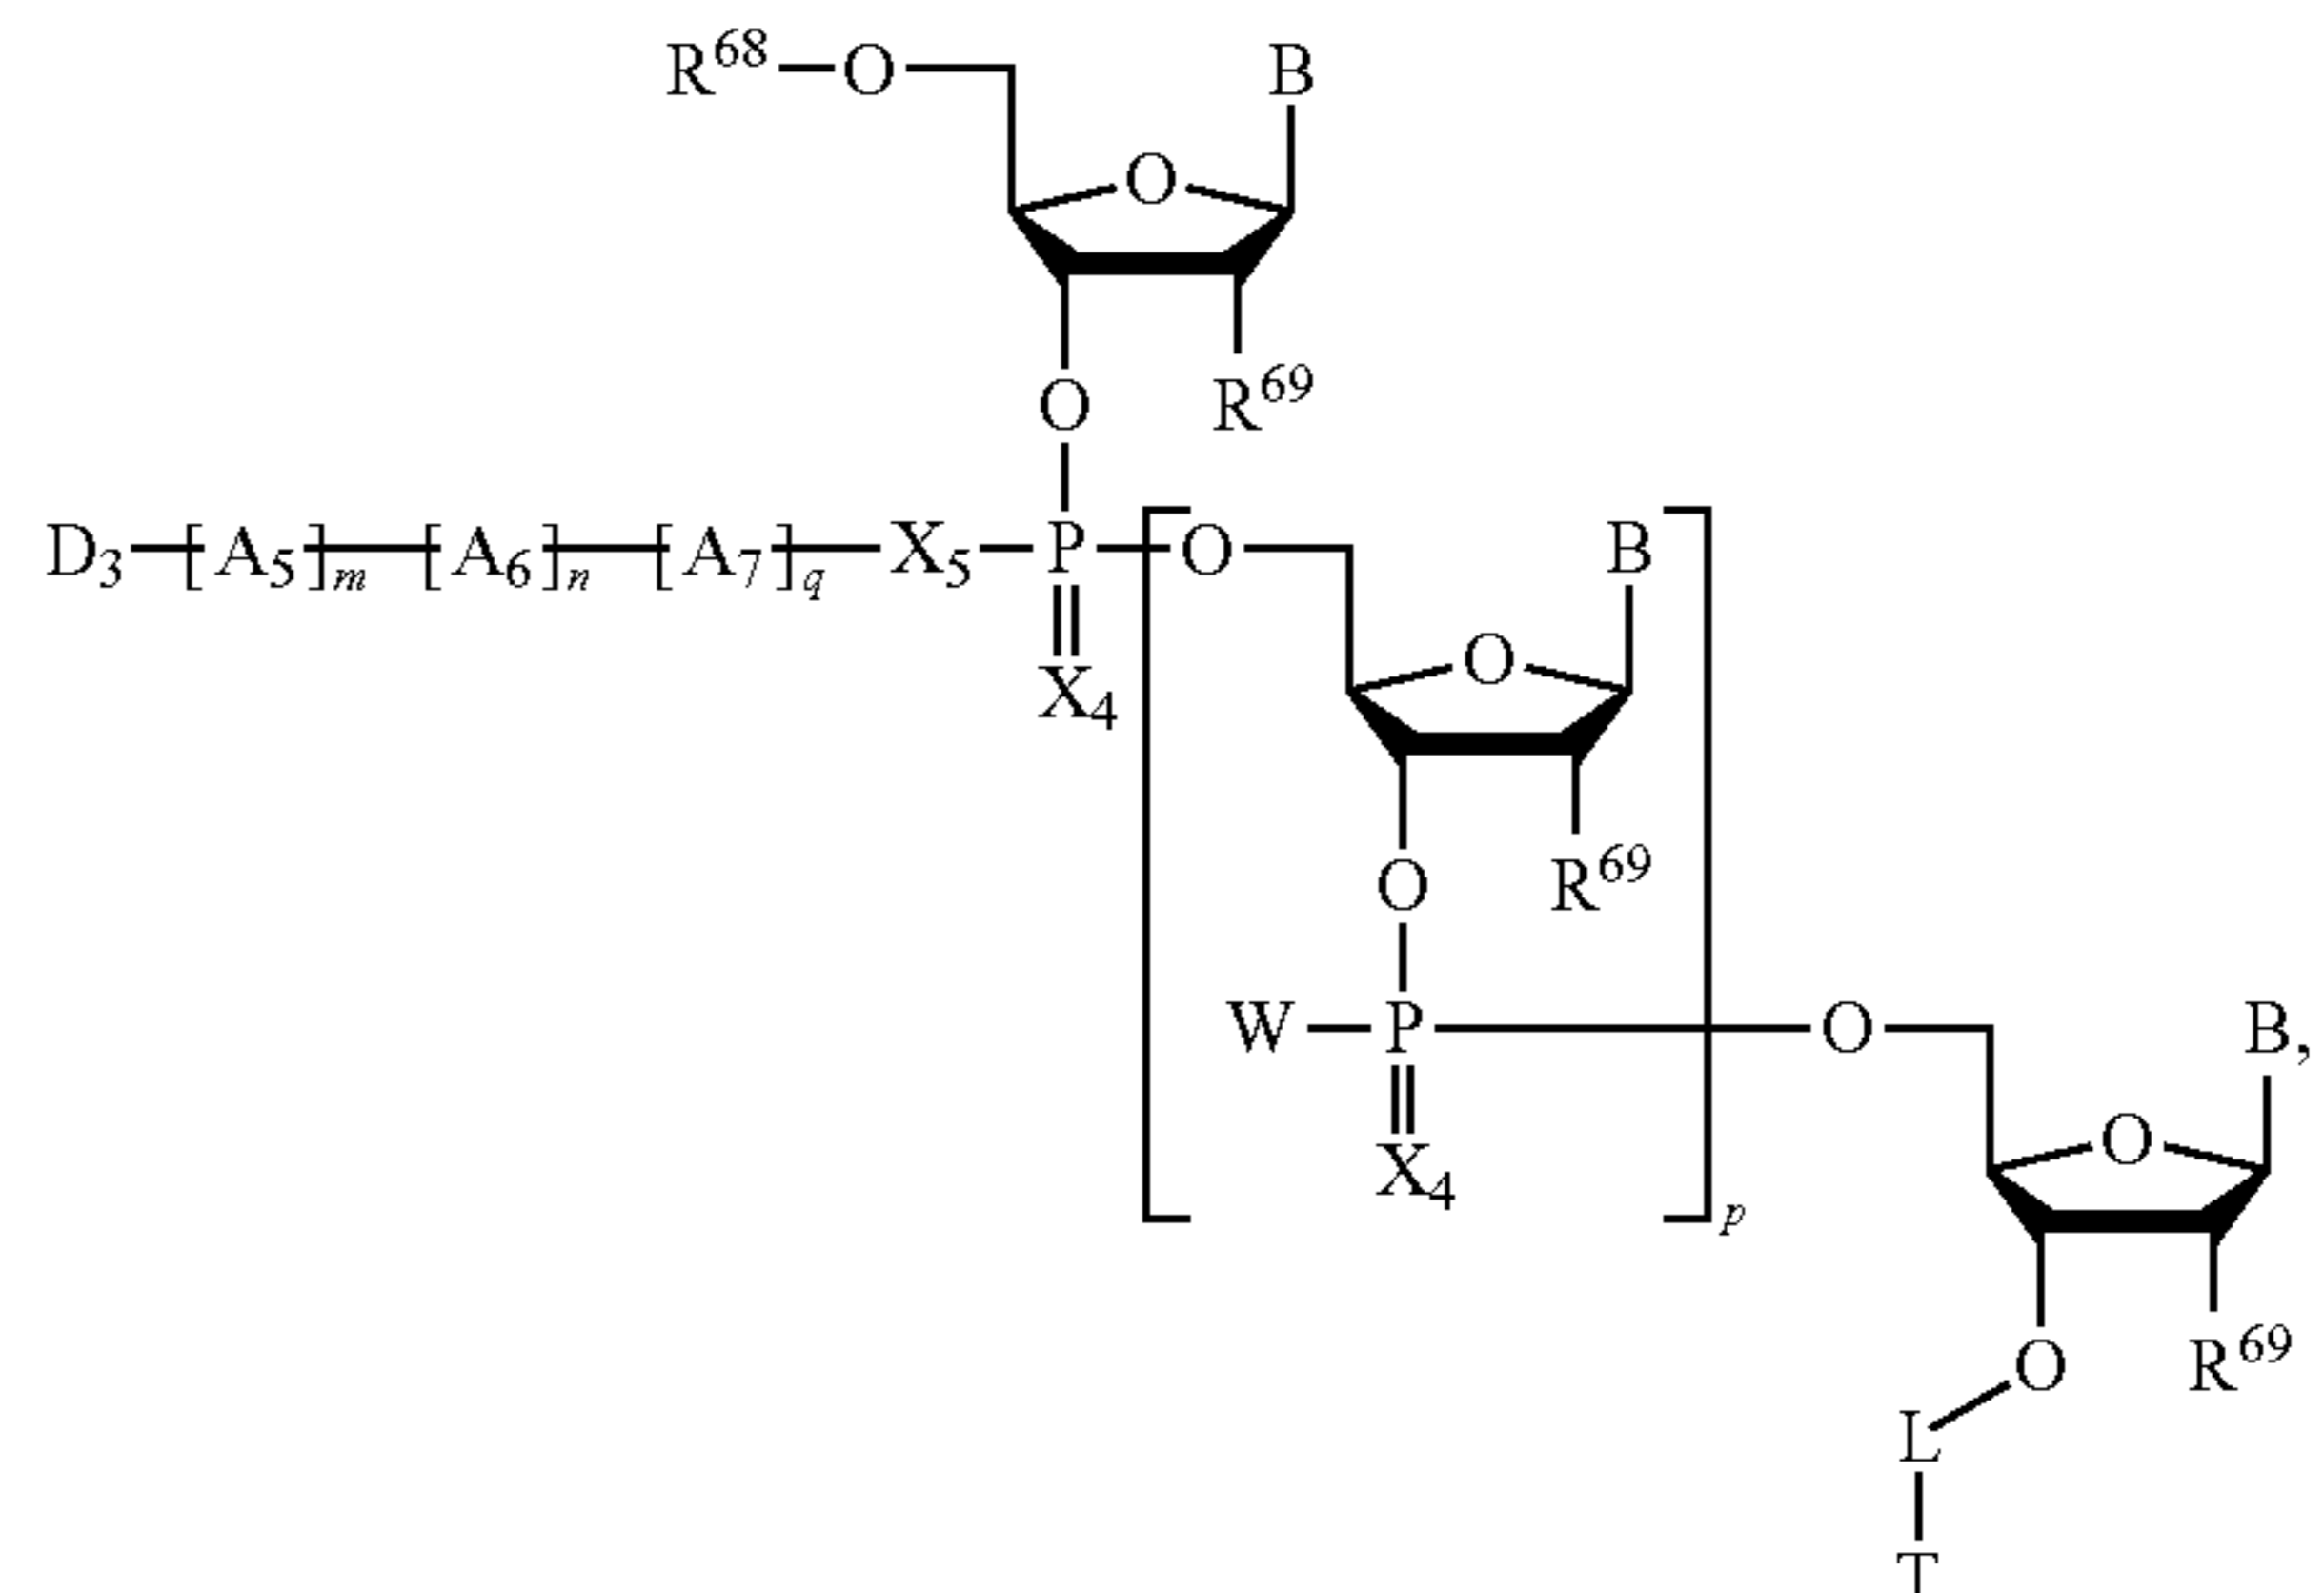 R⁶⁸ O B
O
O R⁶⁹
D₃ [ A₅ ]ₘ [ A₆ ]ₙ [ A₇ ]q X₅ P O B
X₄ O
O R⁶⁹
W P O B,
X₄ O
p
O R⁶⁹
L
T